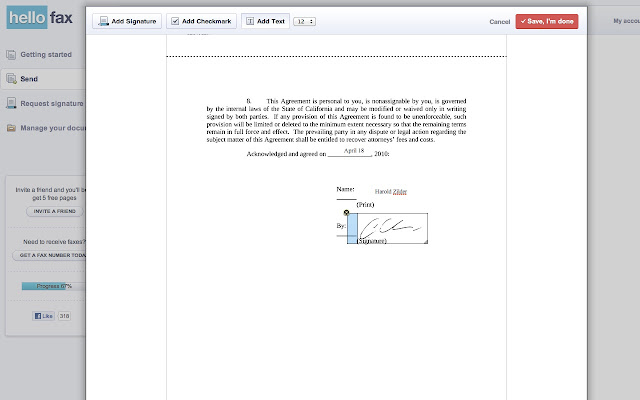 hello fax
Add Signature
Add Checkmark
Add Text
12
Cancel
Save, I'm done
My accou
Getting started
Send
Request signature
Manage your docum
Invite a friend and you'll be
get 5 free pages
INVITE A FRIEND
Need to receive faxes?
GET A FAX NUMBER TODA
Progress 67%
Like 318
8. This Agreement is personal to you, is nonassignable by you, is governed
by the internal laws of the State of California and may be modified or waived only in writing
signed by both parties. If any provision of this Agreement is found to be unenforceable, such
provision will be limited or deleted to the minimum extent necessary so that the remaining terms
remain in full force and effect. The prevailing party in any dispute or legal action regarding the
subject matter of this Agreement shall be entitled to recover attorneys' fees and costs.
Acknowledged and agreed on April 18, 2010:
Name: Harold Zilder
(Print)
By:
(Signature)